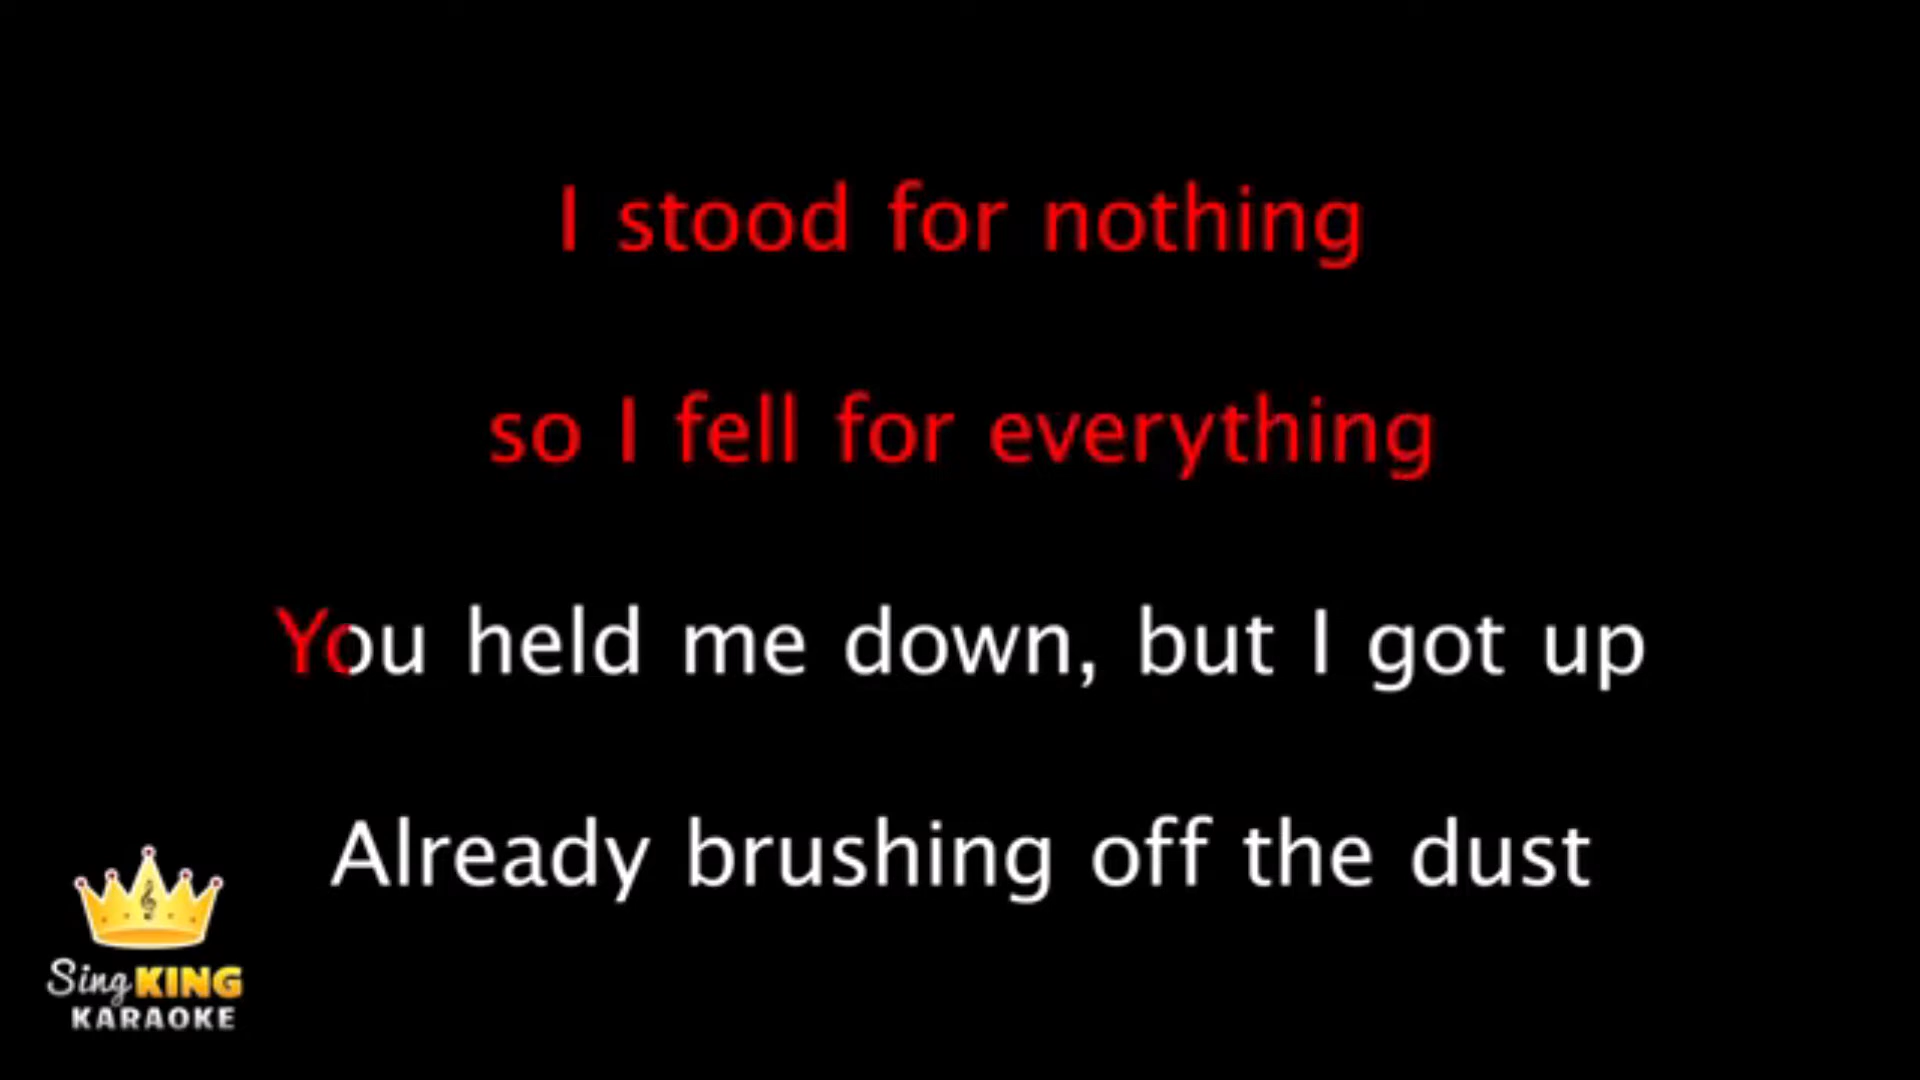 I stood for nothing
so I fell for everything
You held me down, but I got up
Already brushing off the dust
Sing KING
KARAOKE